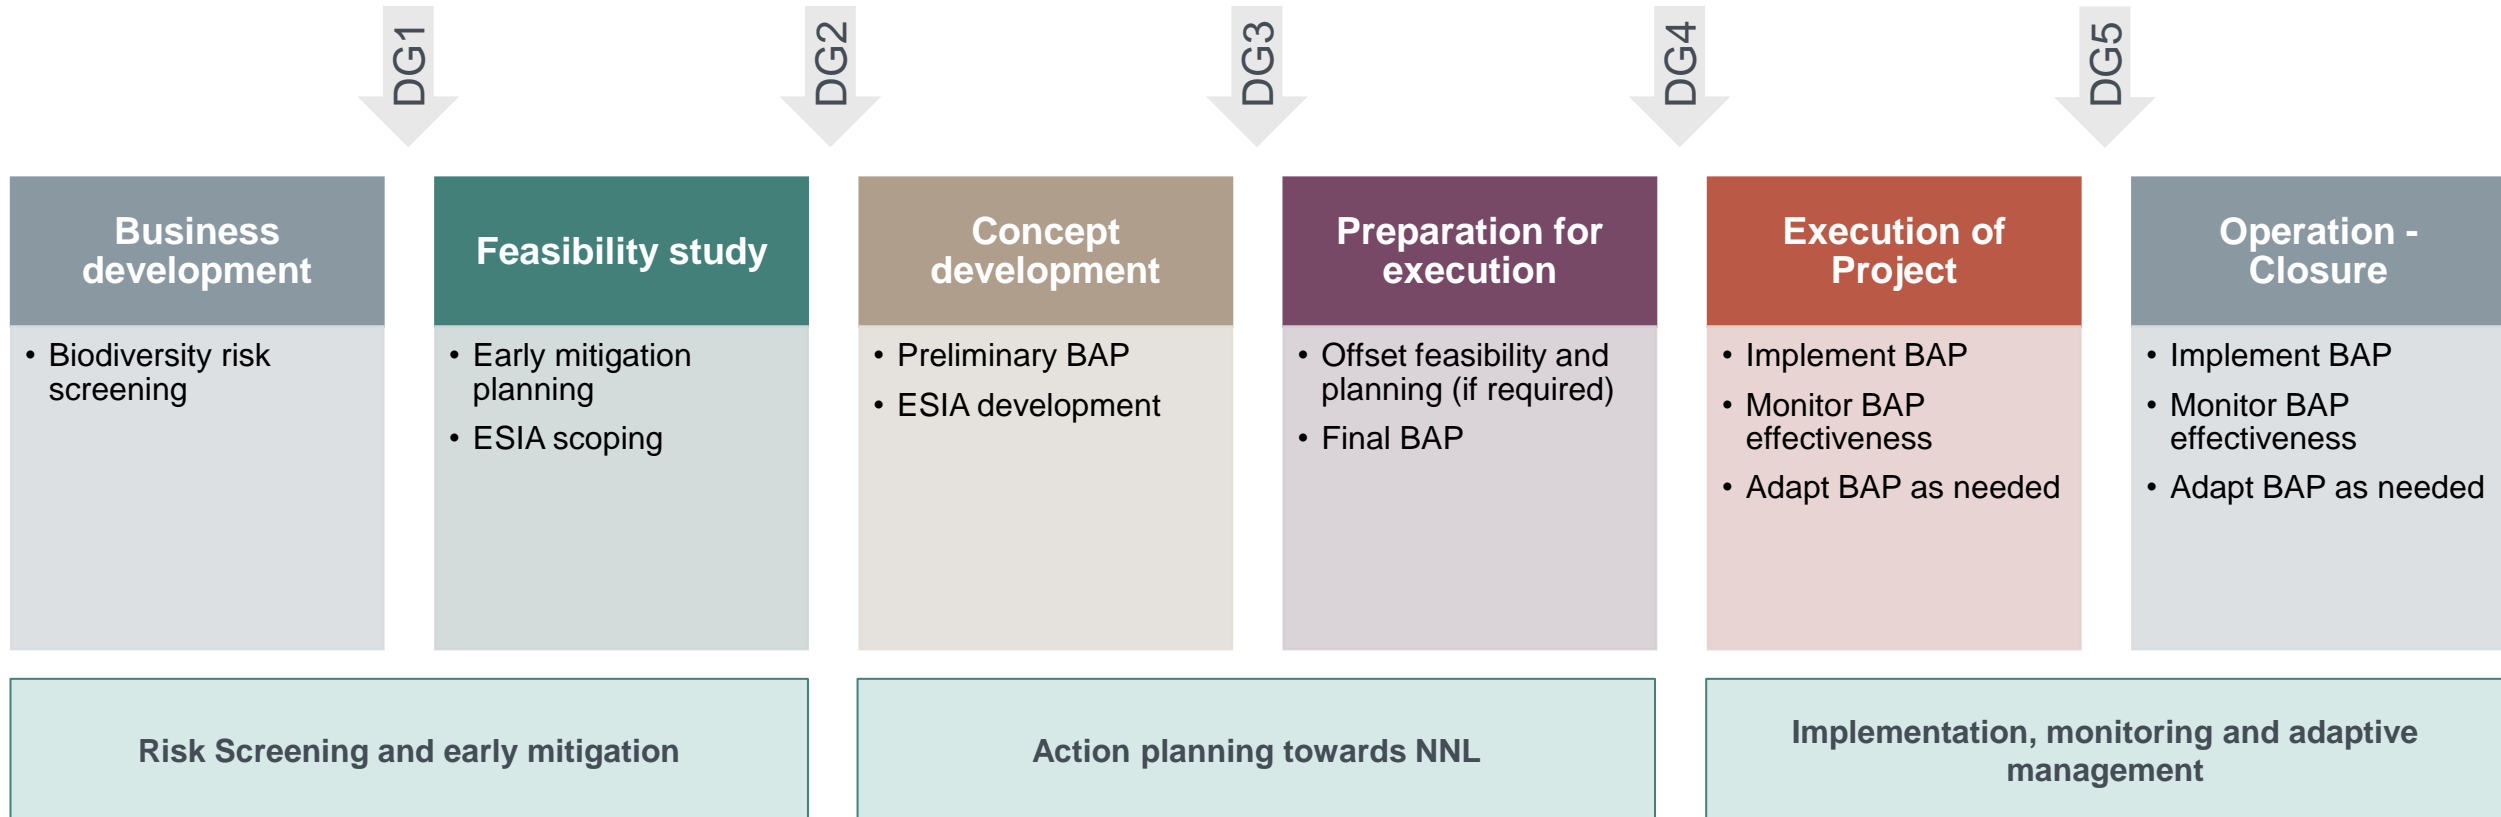 DG1
DG2
DG3
DG4
DG5
Business
development
• Biodiversity risk
screening
Feasibility study
• Early mitigation
planning
• ESIA scoping
Concept
development
• Preliminary BAP
• ESIA development
Preparation for
execution
• Offset feasibility and
planning (if required)
• Final BAP
Execution of
Project
• Implement BAP
• Monitor BAP
effectiveness
• Adapt BAP as needed
Operation -
Closure
• Implement BAP
• Monitor BAP
effectiveness
• Adapt BAP as needed
Risk Screening and early mitigation
Action planning towards NNL
Implementation, monitoring and adaptive
management